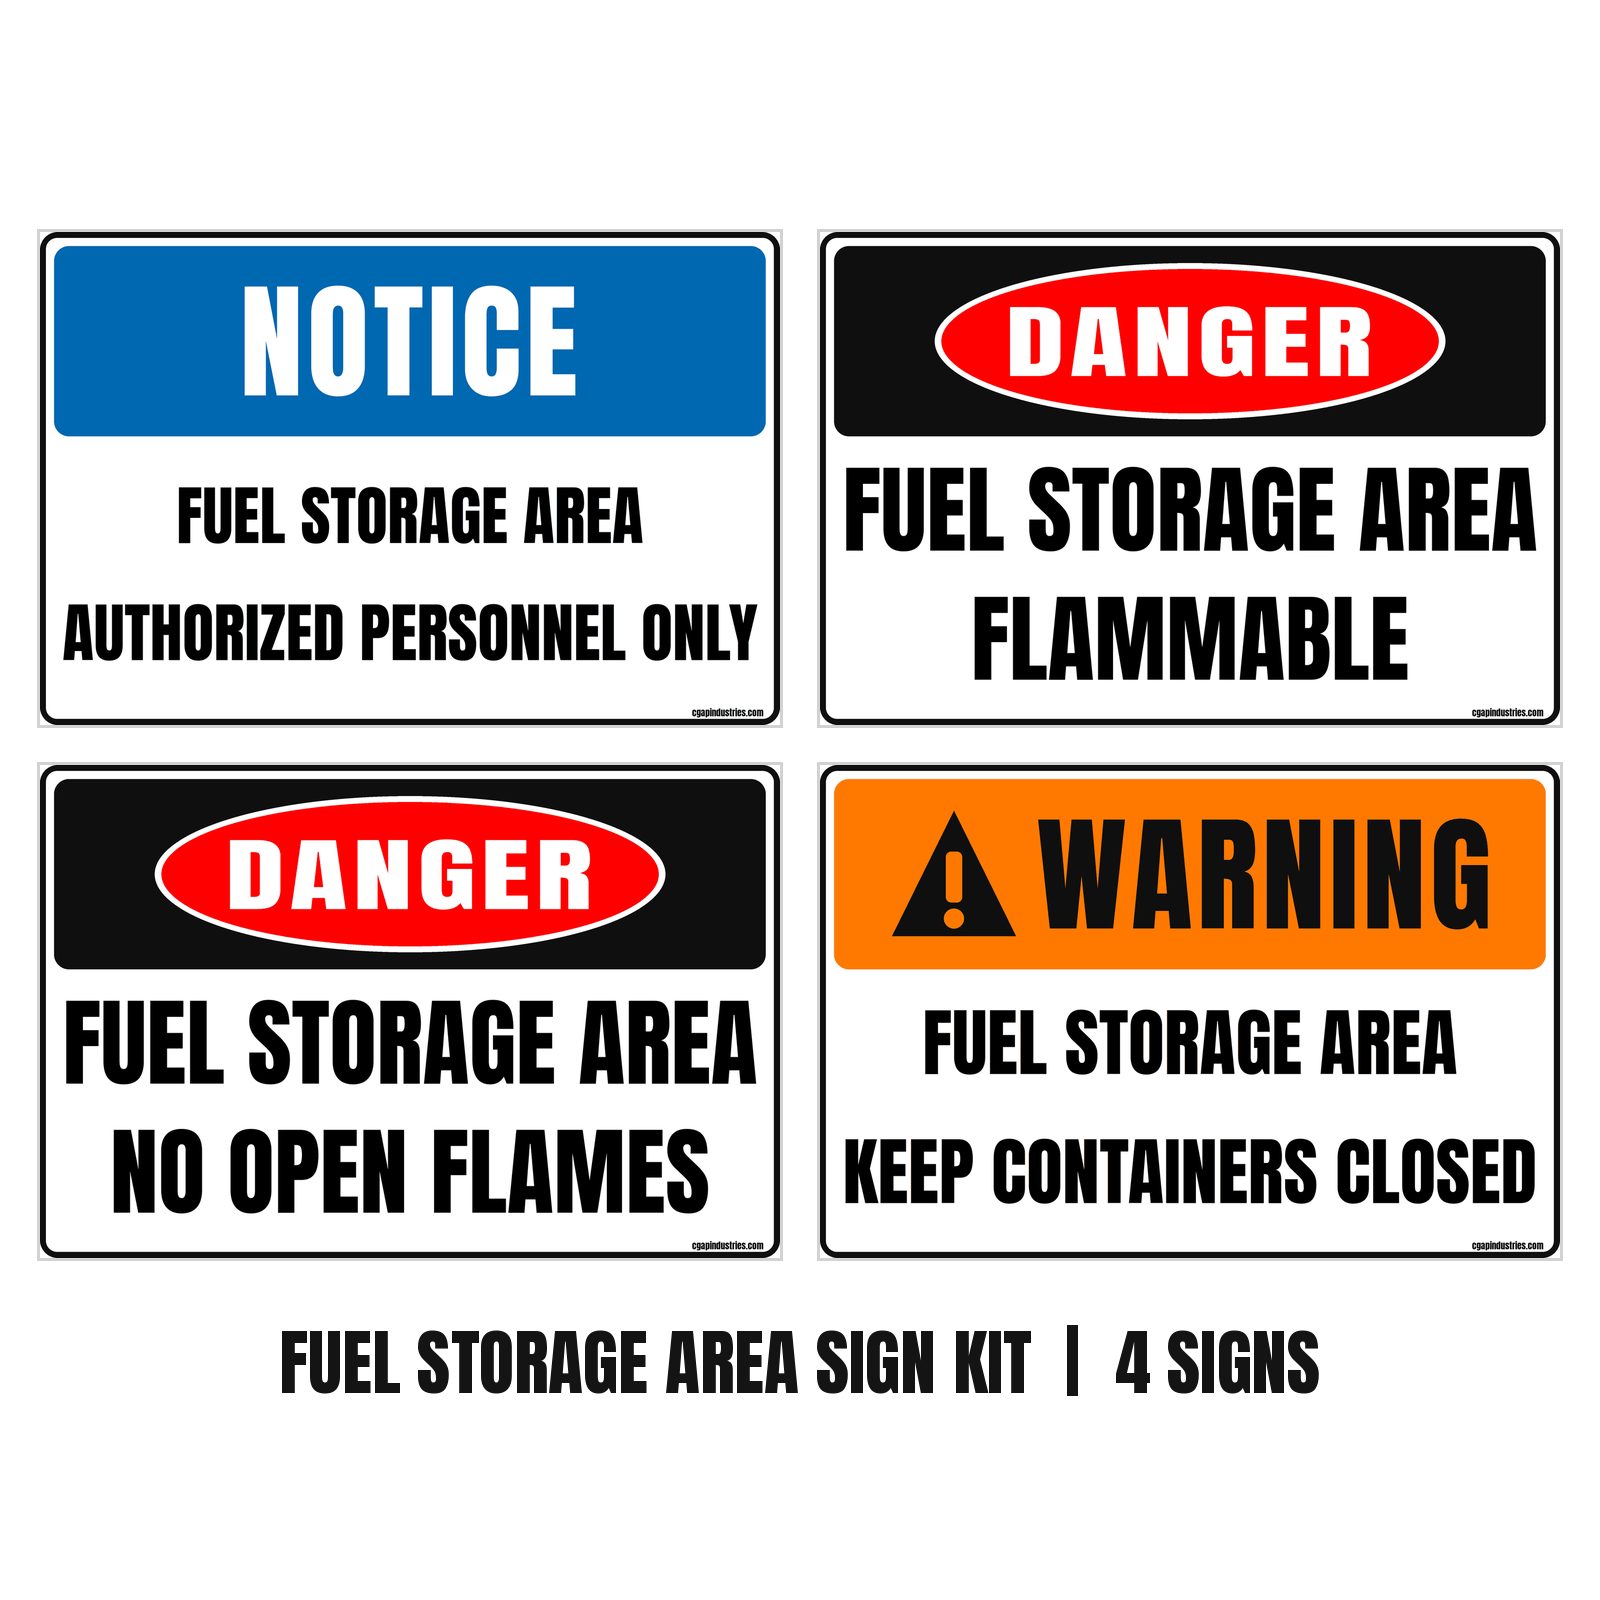 NOTICE
FUEL STORAGE AREA
AUTHORIZED PERSONNEL ONLY
cgapindustries.com
DANGER
FUEL STORAGE AREA
FLAMMABLE
cgapindustries.com
DANGER
FUEL STORAGE AREA
NO OPEN FLAMES
cgapindustries.com
WARNING
FUEL STORAGE AREA
KEEP CONTAINERS CLOSED
cgapindustries.com
FUEL STORAGE AREA SIGN KIT | 4 SIGNS